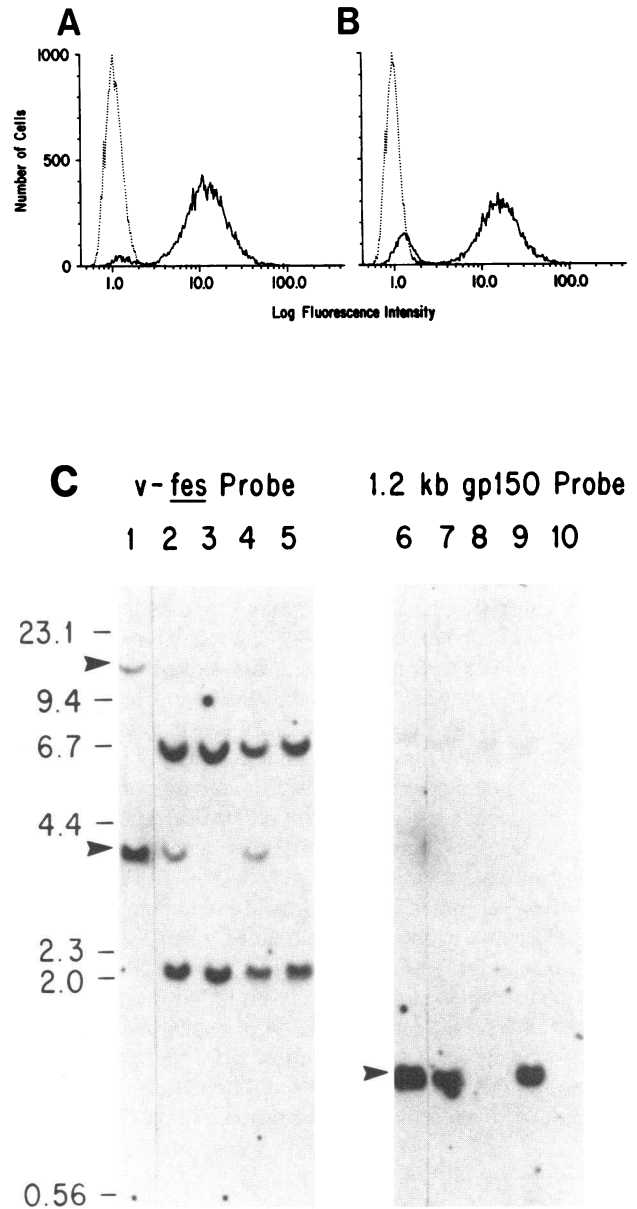 A B
1000
500
0
Number of Cells
1.0 10.0 100.0 1.0 10.0 100.0
Log Fluorescence Intensity
C v-fes Probe 1.2 kb gp150 Probe
1 2 3 4 5 6 7 8 9 10
23.1
9.4
6.7
4.4
2.3
2.0
0.56